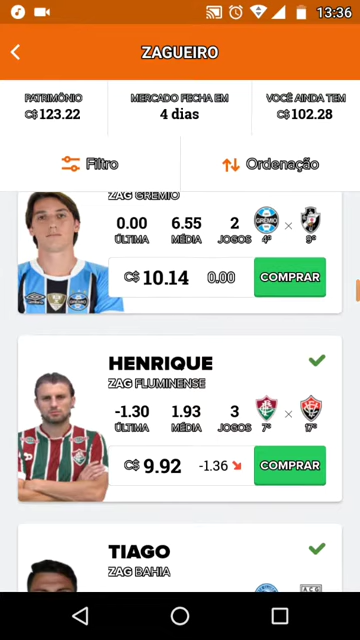 13:36
ZAGUEIRO
PATRIMÔNIO
C$ 123.22
MERCADO FECHA EM
4 dias
VOCÊ AINDA TEM
C$ 102.28
Filtro
Ordenação
ZAG GRÊMIO
0.00 6.55 2
ÚLTIMA MÉDIA JOGOS
4º × 9º
C$ 10.14 0.00 COMPRAR
HENRIQUE
ZAG FLUMINENSE
-1.30 1.93 3
ÚLTIMA MÉDIA JOGOS
7º × 17º
C$ 9.92 -1.36 COMPRAR
TIAGO
ZAG BAHIA